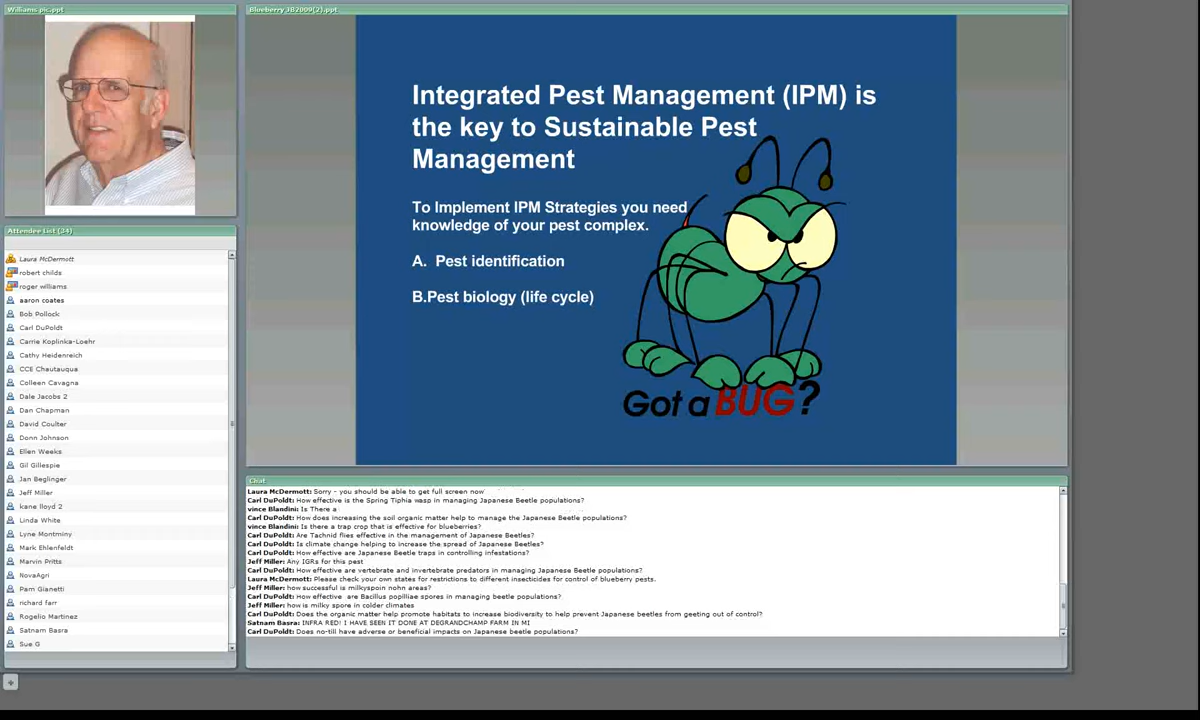 Williams pic.ppt
Attendee List (34)
Laura McDermott
robert childs
roger williams
aaron coates
Bob Pollock
Carl DuPoldt
Carrie Koplinka-Loehr
Cathy Heidenreich
CCE Chautauqua
Colleen Cavagna
Dale Jacobs 2
Dan Chapman
David Coulter
Donn Johnson
Ellen Weeks
Gil Gillespie
Jan Beglinger
Jeff Miller
kane lloyd 2
Linda White
Lyne Montminy
Mark Ehlenfeldt
Marvin Pritts
NovaAgri
Pam Gianetti
richard farr
Rogelio Martinez
Satnam Basra
Sue G
Blueberry JB2009[2].ppt
Integrated Pest Management (IPM) is
the key to Sustainable Pest
Management
To Implement IPM Strategies you need
knowledge of your pest complex.
A. Pest identification
B.Pest biology (life cycle)
Got a BUG?
Chat
Laura McDermott: Sorry - you should be able to get full screen now
Carl DuPoldt: How effective is the Spring Tiphia wasp in managing Japanese Beetle populations?
vince Blandini: Is There a
Carl DuPoldt: How does increasing the soil organic matter help to manage the Japanese Beetle populations?
vince Blandini: Is there a trap crop that is effective for blueberries?
Carl DuPoldt: Are Tachnid flies effective in the management of Japanese Beetles?
Carl DuPoldt: Is climate change helping to increase the spread of Japanese Beetles?
Carl DuPoldt: How effective are Japanese Beetle traps in controlling infestations?
Jeff Miller: Any IGRs for this pest
Carl DuPoldt: How effective are vertebrate and invertebrate predators in managing Japanese Beetle populations?
Laura McDermott: Please check your own states for restrictions to different insecticides for control of blueberry pests.
Jeff Miller: how successful is milkyspoin nohn areas?
Carl DuPoldt: How effective are Bacillus popilliae spores in managing beetle populations?
Jeff Miller: how is milky spore in colder climates
Carl DuPoldt: Does the organic matter help promote habitats to increase biodiversity to help prevent Japanese beetles from geeting out of control?
Satnam Basra: INFRA RED! I HAVE SEEN IT DONE AT DEGRANDCHAMP FARM IN MI
Carl DuPoldt: Does no-till have adverse or beneficial impacts on Japanese beetle populations?